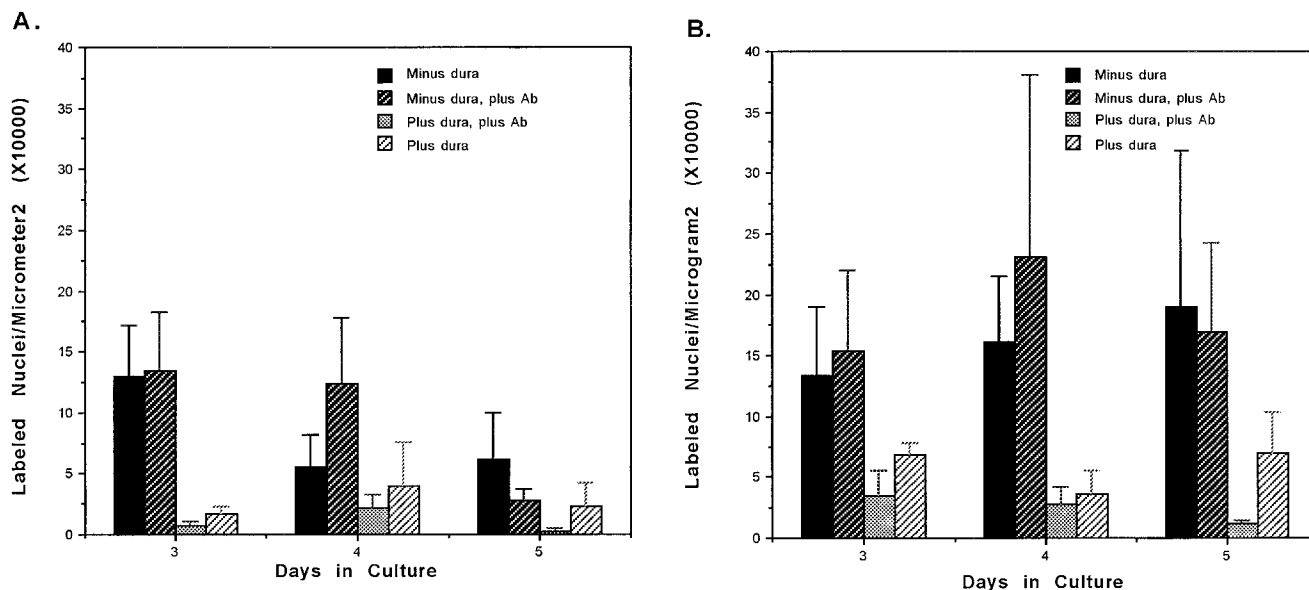 A.
Labeled Nuclei/Micrometer2 (X10000)
40
35
30
25
20
15
10
5
0
Minus dura
Minus dura, plus Ab
Plus dura, plus Ab
Plus dura
3 4 5
Days in Culture
B.
Labeled Nuclei/Microgram2 (X10000)
40
35
30
25
20
15
10
5
0
Minus dura
Minus dura, plus Ab
Plus dura, plus Ab
Plus dura
3 4 5
Days in Culture